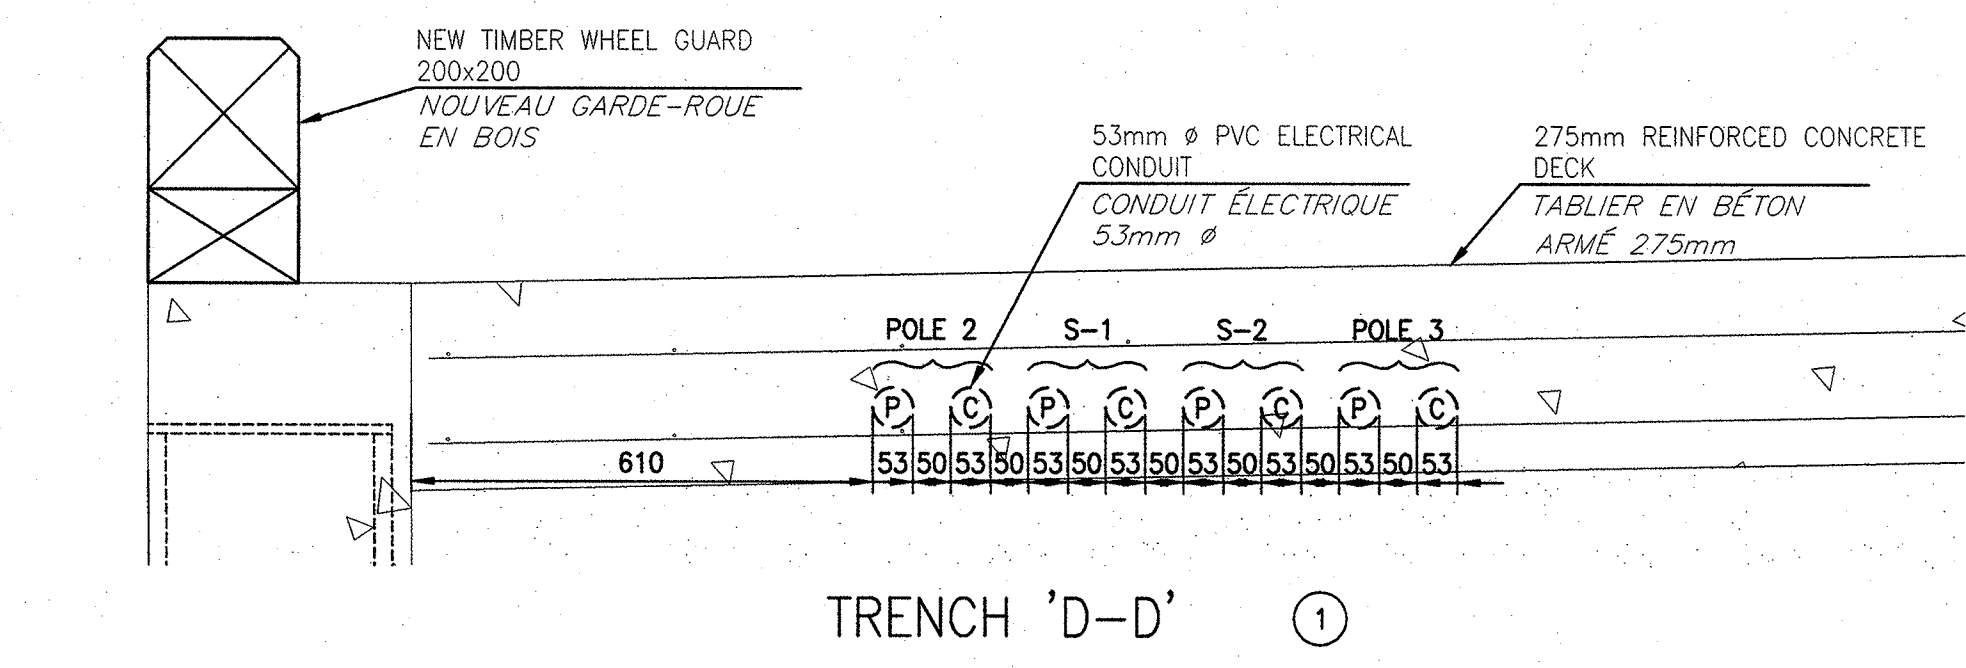 NEW TIMBER WHEEL GUARD
200x200
NOUVEAU GARDE-ROUE
EN BOIS
53mm ø PVC ELECTRICAL
CONDUIT
CONDUIT ÉLECTRIQUE
53mm ø
275mm REINFORCED CONCRETE
DECK
TABLIER EN BÉTON
ARMÉ 275mm
POLE 2 S-1 S-2 POLE 3
P C P C P C P C
610 53 50 53 50 53 50 53 50 53 50 53 50 53 50 53
TRENCH 'D-D' 1